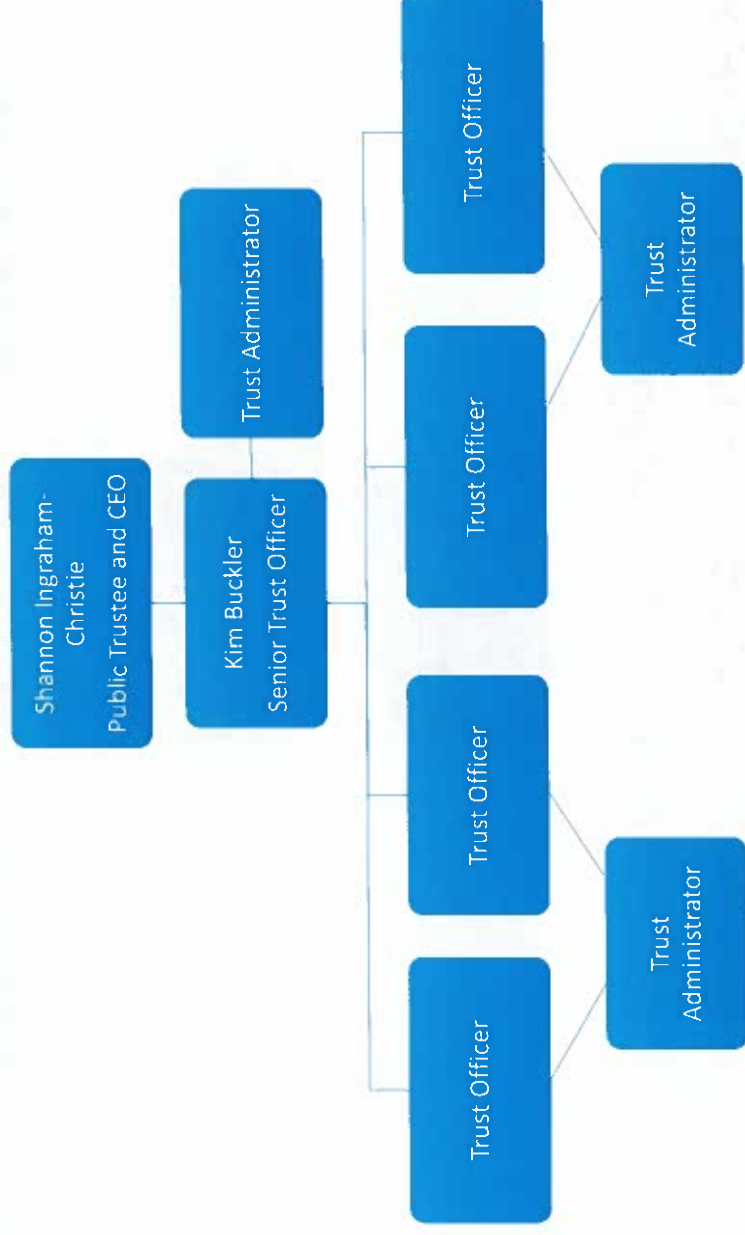 Shannon Ingraham-
Christie
Public Trustee and CEO
Kim Buckler
Senior Trust Officer
Trust Administrator
Trust Officer
Trust Officer
Trust Officer
Trust Officer
Trust
Administrator
Trust
Administrator